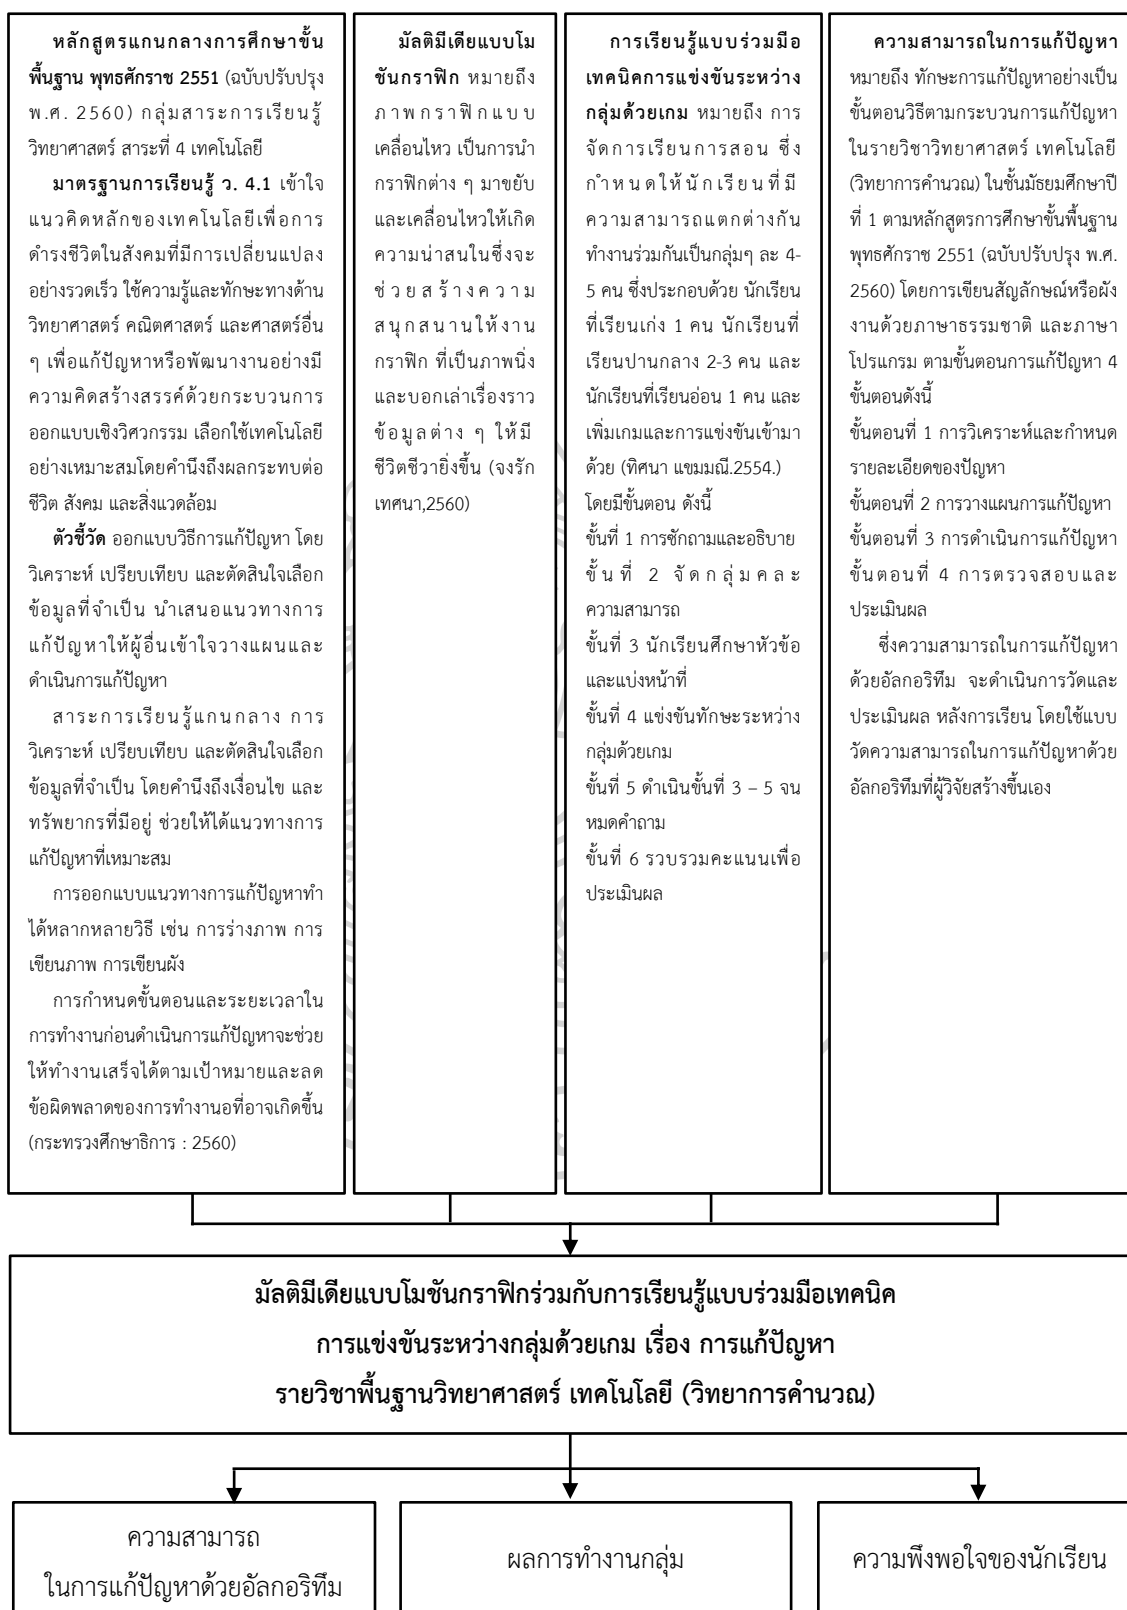 หลักสูตรแกนกลางการศึกษาขั้น
พื้นฐาน พุทธศักราช 2551 (ฉบับปรับปรุง
พ.ศ. 2560) กลุ่มสาระการเรียนรู้
วิทยาศาสตร์ สาระที่ 4 เทคโนโลยี
มาตรฐานการเรียนรู้ ว. 4.1 เข้าใจ
แนวคิดหลักของเทคโนโลยีเพื่อการ
ดำรงชีวิตในสังคมที่มีการเปลี่ยนแปลง
อย่างรวดเร็ว ใช้ความรู้และทักษะทางด้าน
วิทยาศาสตร์ คณิตศาสตร์ และศาสตร์อื่น
ๆ เพื่อแก้ปัญหาหรือพัฒนางานอย่างมี
ความคิดสร้างสรรค์ด้วยกระบวนการ
ออกแบบเชิงวิศวกรรม เลือกใช้เทคโนโลยี
อย่างเหมาะสมโดยคำนึงถึงผลกระทบต่อ
ชีวิต สังคม และสิ่งแวดล้อม
ตัวชี้วัด ออกแบบวิธีการแก้ปัญหา โดย
วิเคราะห์ เปรียบเทียบ และตัดสินใจเลือก
ข้อมูลที่จำเป็น นำเสนอแนวทางการ
แก้ปัญหาให้ผู้อื่นเข้าใจวางแผนและ
ดำเนินการแก้ปัญหา
สาระการเรียนรู้แกนกลาง การ
วิเคราะห์ เปรียบเทียบ และตัดสินใจเลือก
ข้อมูลที่จำเป็น โดยคำนึงถึงเงื่อนไข และ
ทรัพยากรที่มีอยู่ ช่วยให้ได้แนวทางการ
แก้ปัญหาที่เหมาะสม
การออกแบบแนวทางการแก้ปัญหาทำ
ได้หลากหลายวิธี เช่น การร่างภาพ การ
เขียนภาพ การเขียนผัง
การกำหนดขั้นตอนและระยะเวลาใน
การทำงานก่อนดำเนินการแก้ปัญหาจะช่วย
ให้ทำงานเสร็จได้ตามเป้าหมายและลด
ข้อผิดพลาดของการทำงานอที่อาจเกิดขึ้น
(กระทรวงศึกษาธิการ : 2560)
มัลติมีเดียแบบโม
ชันกราฟิก หมายถึง
ภาพกราฟิกแบบ
เคลื่อนไหว เป็นการนำ
กราฟิกต่าง ๆ มาขยับ
และเคลื่อนไหวให้เกิด
ความน่าสนในซึ่งจะ
ช่วยสร้างความ
สนุกสนานให้งาน
กราฟิก ที่เป็นภาพนิ่ง
และบอกเล่าเรื่องราว
ข้อมูลต่าง ๆ ให้มี
ชีวิตชีวายิ่งขึ้น (จงรัก
เทศนา,2560)
การเรียนรู้แบบร่วมมือ
เทคนิคการแข่งขันระหว่าง
กลุ่มด้วยเกม หมายถึง การ
จัดการเรียนการสอน ซึ่ง
กำหนดให้นักเรียนที่มี
ความสามารถแตกต่างกัน
ทำงานร่วมกันเป็นกลุ่มๆ ละ 4-
5 คน ซึ่งประกอบด้วย นักเรียน
ที่เรียนเก่ง 1 คน นักเรียนที่
เรียนปานกลาง 2-3 คน และ
นักเรียนที่เรียนอ่อน 1 คน และ
เพิ่มเกมและการแข่งขันเข้ามา
ด้วย (ทิศนา แขมมณี.2554.)
โดยมีขั้นตอน ดังนี้
ขั้นที่ 1 การซักถามและอธิบาย
ขั้นที่ 2 จัดกลุ่มคละ
ความสามารถ
ขั้นที่ 3 นักเรียนศึกษาหัวข้อ
และแบ่งหน้าที่
ขั้นที่ 4 แข่งขันทักษะระหว่าง
กลุ่มด้วยเกม
ขั้นที่ 5 ดำเนินขั้นที่ 3 – 5 จน
หมดคำถาม
ขั้นที่ 6 รวบรวมคะแนนเพื่อ
ประเมินผล
ความสามารถในการแก้ปัญหา
หมายถึง ทักษะการแก้ปัญหาอย่างเป็น
ขั้นตอนวิธีตามกระบวนการแก้ปัญหา
ในรายวิชาวิทยาศาสตร์ เทคโนโลยี
(วิทยาการคำนวณ) ในชั้นมัธยมศึกษาปี
ที่ 1 ตามหลักสูตรการศึกษาขั้นพื้นฐาน
พุทธศักราช 2551 (ฉบับปรับปรุง พ.ศ.
2560) โดยการเขียนสัญลักษณ์หรือผัง
งานด้วยภาษาธรรมชาติ และภาษา
โปรแกรม ตามขั้นตอนการแก้ปัญหา 4
ขั้นตอนดังนี้
ขั้นตอนที่ 1 การวิเคราะห์และกำหนด
รายละเอียดของปัญหา
ขั้นตอนที่ 2 การวางแผนการแก้ปัญหา
ขั้นตอนที่ 3 การดำเนินการแก้ปัญหา
ขั้นตอนที่ 4 การตรวจสอบและ
ประเมินผล
ซึ่งความสามารถในการแก้ปัญหา
ด้วยอัลกอริทึม จะดำเนินการวัดและ
ประเมินผล หลังการเรียน โดยใช้แบบ
วัดความสามารถในการแก้ปัญหาด้วย
อัลกอริทึมที่ผู้วิจัยสร้างขึ้นเอง
มัลติมีเดียแบบโมชันกราฟิกร่วมกับการเรียนรู้แบบร่วมมือเทคนิค
การแข่งขันระหว่างกลุ่มด้วยเกม เรื่อง การแก้ปัญหา
รายวิชาพื้นฐานวิทยาศาสตร์ เทคโนโลยี (วิทยาการคำนวณ)
ความสามารถ
ในการแก้ปัญหาด้วยอัลกอริทึม
ผลการทำงานกลุ่ม
ความพึงพอใจของนักเรียน